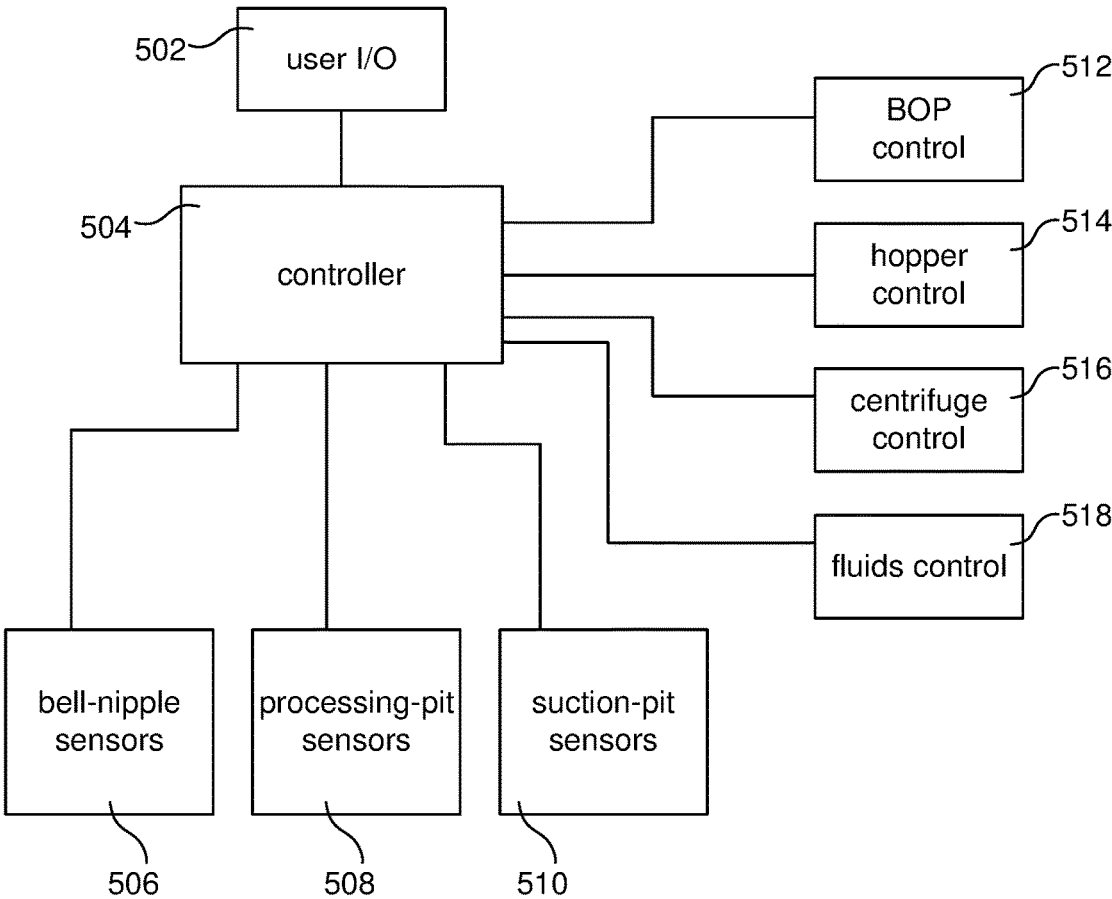 502
user I/O
512
BOP
control
504
controller
514
hopper
control
516
centrifuge
control
518
fluids control
bell-nipple
sensors
processing-pit
sensors
suction-pit
sensors
506
508
510